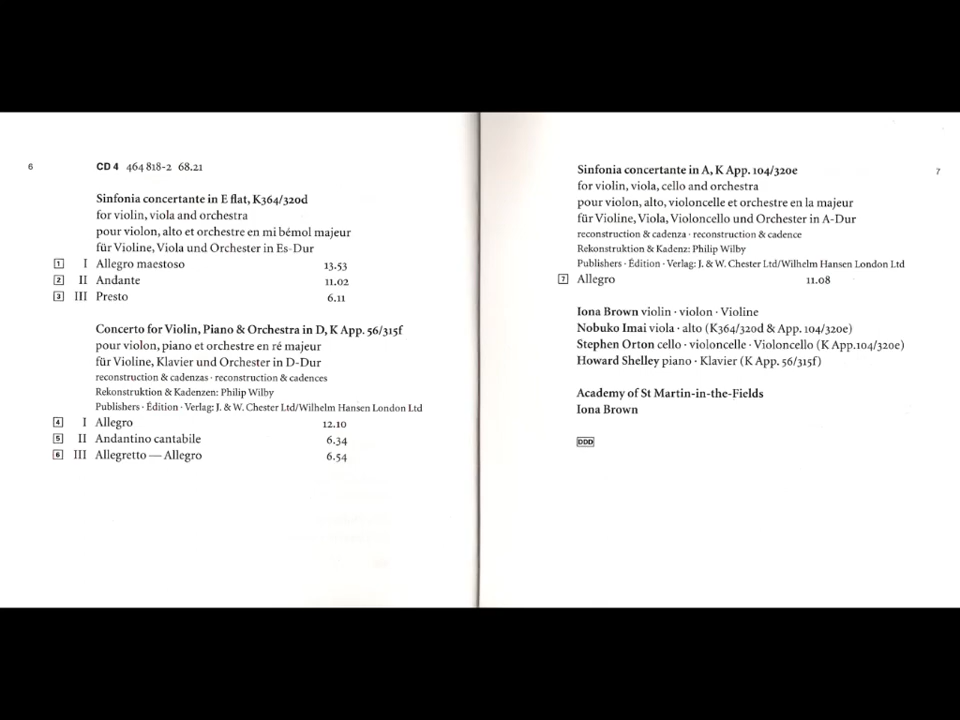 6
CD 4 464 818-2 68.21
Sinfonia concertante in E flat, K364/320d
for violin, viola and orchestra
pour violon, alto et orchestre en mi bémol majeur
für Violine, Viola und Orchester in Es-Dur
1 I Allegro maestoso 13.53
2 II Andante 11.02
3 III Presto 6.11
Concerto for Violin, Piano & Orchestra in D, K App. 56/315f
pour violon, piano et orchestre en ré majeur
für Violine, Klavier und Orchester in D-Dur
reconstruction & cadenzas · reconstruction & cadences
Rekonstruktion & Kadenzen: Philip Wilby
Publishers · Édition · Verlag: J. & W. Chester Ltd/Wilhelm Hansen London Ltd
4 I Allegro 12.10
5 II Andantino cantabile 6.34
6 III Allegretto — Allegro 6.54
7
Sinfonia concertante in A, K App. 104/320e
for violin, viola, cello and orchestra
pour violon, alto, violoncelle et orchestre en la majeur
für Violine, Viola, Violoncello und Orchester in A-Dur
reconstruction & cadenza · reconstruction & cadence
Rekonstruktion & Kadenz: Philip Wilby
Publishers · Édition · Verlag: J. & W. Chester Ltd/Wilhelm Hansen London Ltd
7 Allegro 11.08
Iona Brown violin · violon · Violine
Nobuko Imai viola · alto (K364/320d & App. 104/320e)
Stephen Orton cello · violoncelle · Violoncello (K App.104/320e)
Howard Shelley piano · Klavier (K App. 56/315f)
Academy of St Martin-in-the-Fields
Iona Brown
DDD